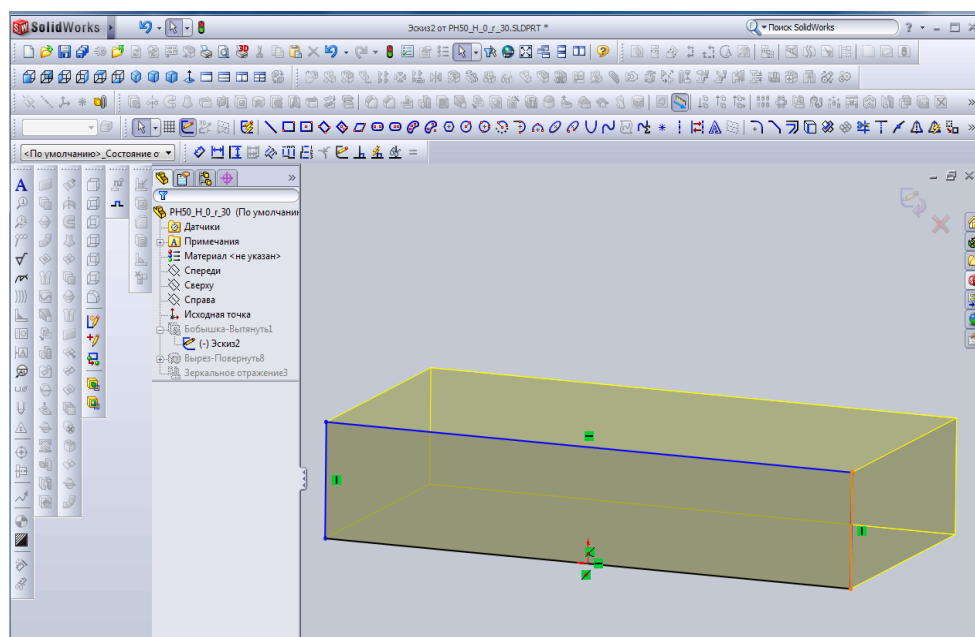 SolidWorks
Эскиз2 от PH50_H_0_r_30.SLDPRT *
Поиск SolidWorks
<По умолчанию>_Состояние о
PH50_H_0_r_30 (По умолчани
Датчики
Примечания
Материал <не указан>
Спереди
Сверху
Справа
Исходная точка
Бобышка-Вытянуть1
(-) Эскиз2
Вырез-Повернуть8
Зеркальное отражение3